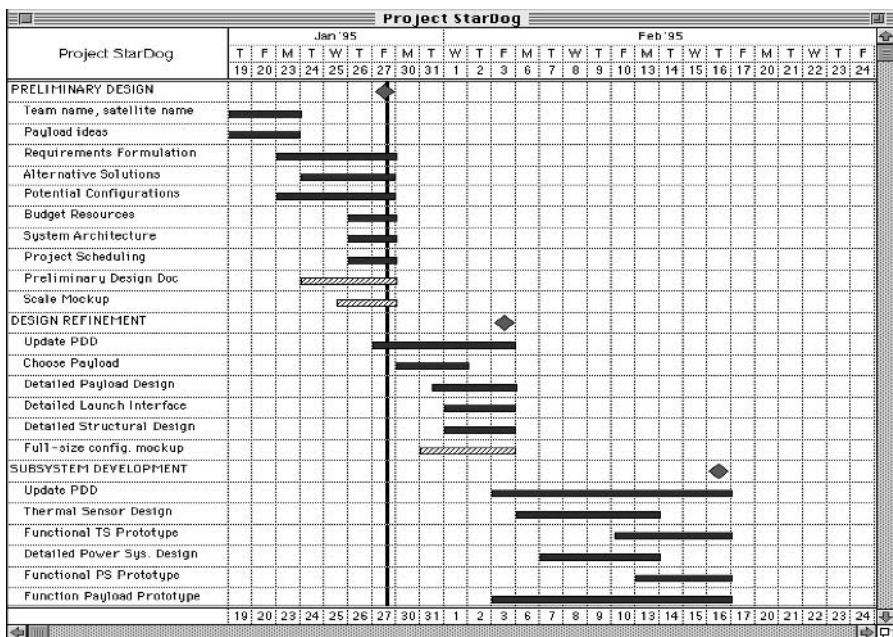 Project StarDog
Jan '95 Feb '95
Project StarDog
T F M T W T F M T W T F M T W T F M T W T F M T W T F
19 20 23 24 25 26 27 30 31 1 2 3 6 7 8 9 10 13 14 15 16 17 20 21 22 23 24
PRELIMINARY DESIGN
Team name, satellite name
Payload ideas
Requirements Formulation
Alternative Solutions
Potential Configurations
Budget Resources
System Architecture
Project Scheduling
Preliminary Design Doc
Scale Mockup
DESIGN REFINEMENT
Update PDD
Choose Payload
Detailed Payload Design
Detailed Launch Interface
Detailed Structural Design
Full-size config. mockup
SUBSYSTEM DEVELOPMENT
Update PDD
Thermal Sensor Design
Functional TS Prototype
Detailed Power Sys. Design
Functional PS Prototype
Function Payload Prototype
19 20 23 24 25 26 27 30 31 1 2 3 6 7 8 9 10 13 14 15 16 17 20 21 22 23 24